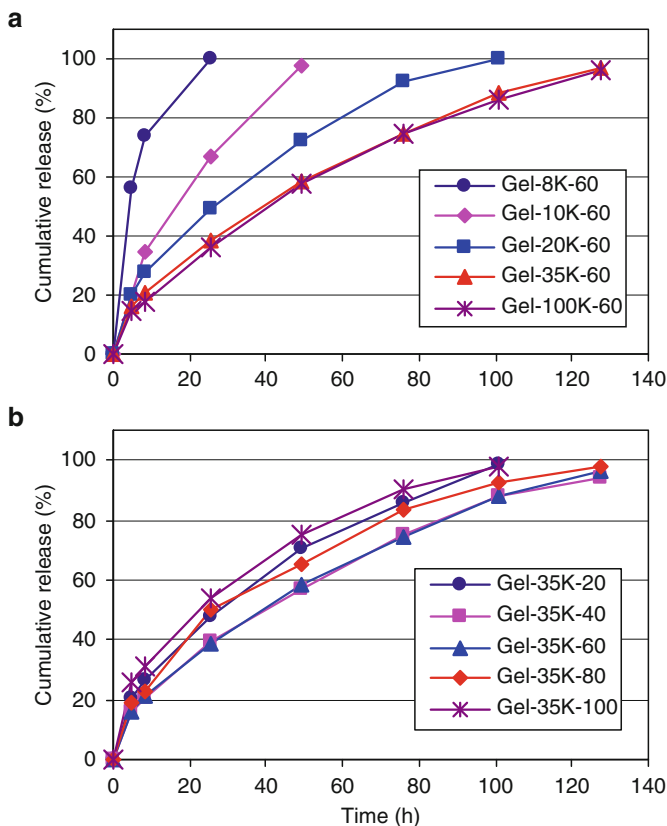 a
Cumulative release (%)
100
80
60
40
20
0
0 20 40 60 80 100 120 140
Gel-8K-60
Gel-10K-60
Gel-20K-60
Gel-35K-60
Gel-100K-60
b
Cumulative release (%)
100
80
60
40
20
0
0 20 40 60 80 100 120 140
Time (h)
Gel-35K-20
Gel-35K-40
Gel-35K-60
Gel-35K-80
Gel-35K-100